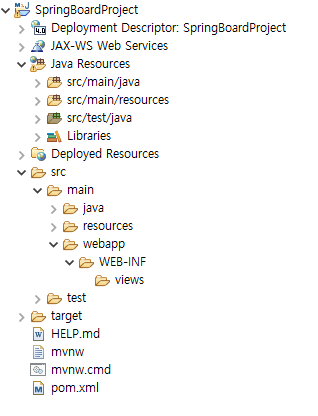 SpringBoardProject
Deployment Descriptor: SpringBoardProject
JAX-WS Web Services
Java Resources
src/main/java
src/main/resources
src/test/java
Libraries
Deployed Resources
src
main
java
resources
webapp
WEB-INF
views
test
target
HELP.md
mvnw
mvnw.cmd
pom.xml